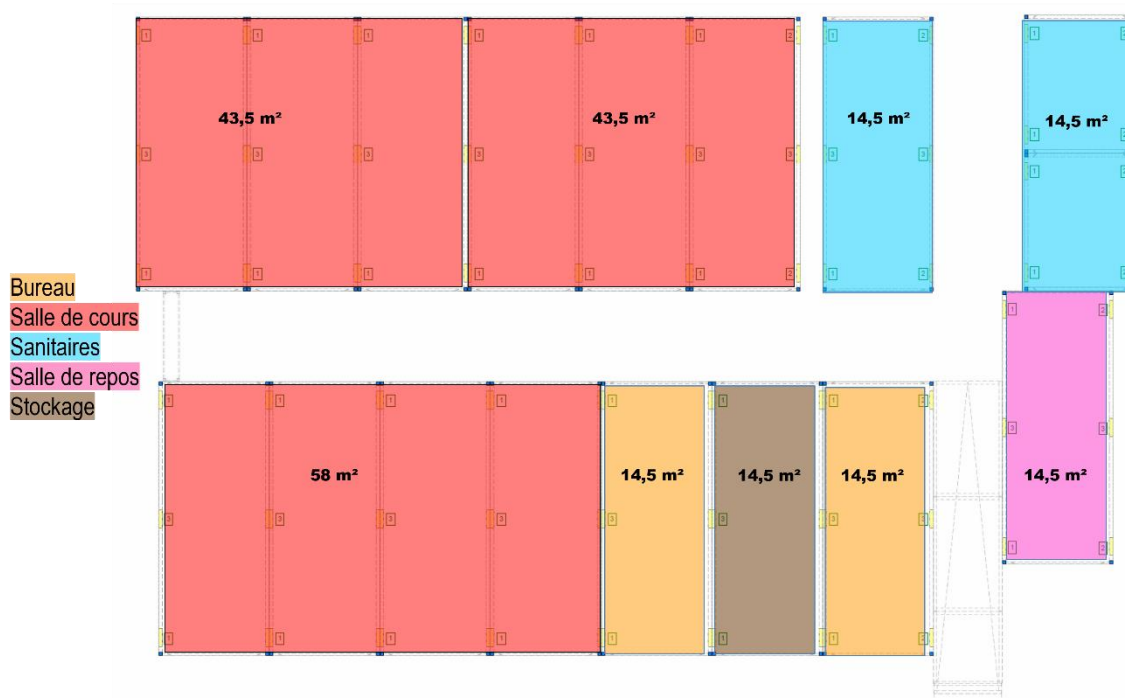 43,5 m²
43,5 m²
14,5 m²
14,5 m²
Bureau
Salle de cours
Sanitaires
Salle de repos
Stockage
58 m²
14,5 m²
14,5 m²
14,5 m²
14,5 m²